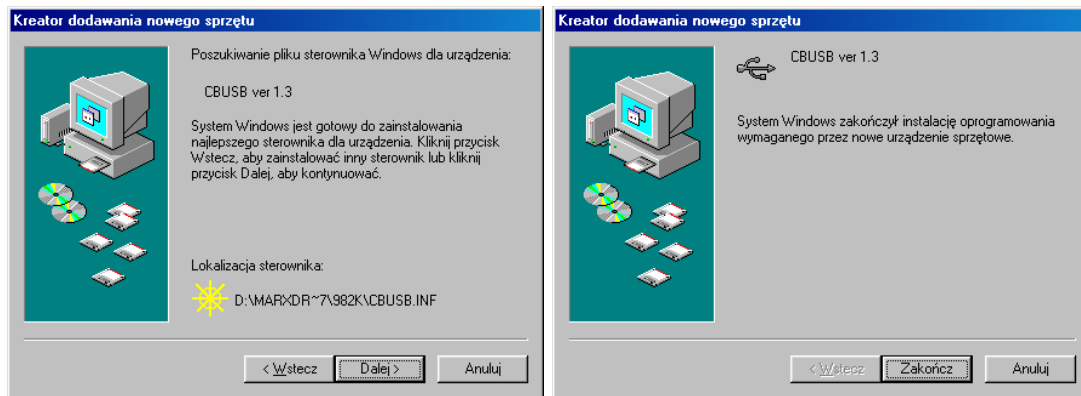 Kreator dodawania nowego sprzętu
Poszukiwanie pliku sterownika Windows dla urządzenia:
CBUSB ver 1.3
System Windows jest gotowy do zainstalowania
najlepszego sterownika dla urządzenia. Kliknij przycisk
Wstecz, aby zainstalować inny sterownik lub kliknij
przycisk Dalej, aby kontynuować.
Lokalizacja sterownika:
D:\MARXDR~7\982K\CBUSB.INF
< Wstecz
Dalej >
Anuluj
Kreator dodawania nowego sprzętu
CBUSB ver 1.3
System Windows zakończył instalację oprogramowania
wymaganego przez nowe urządzenie sprzętowe.
< Wstecz
Zakończ
Anuluj